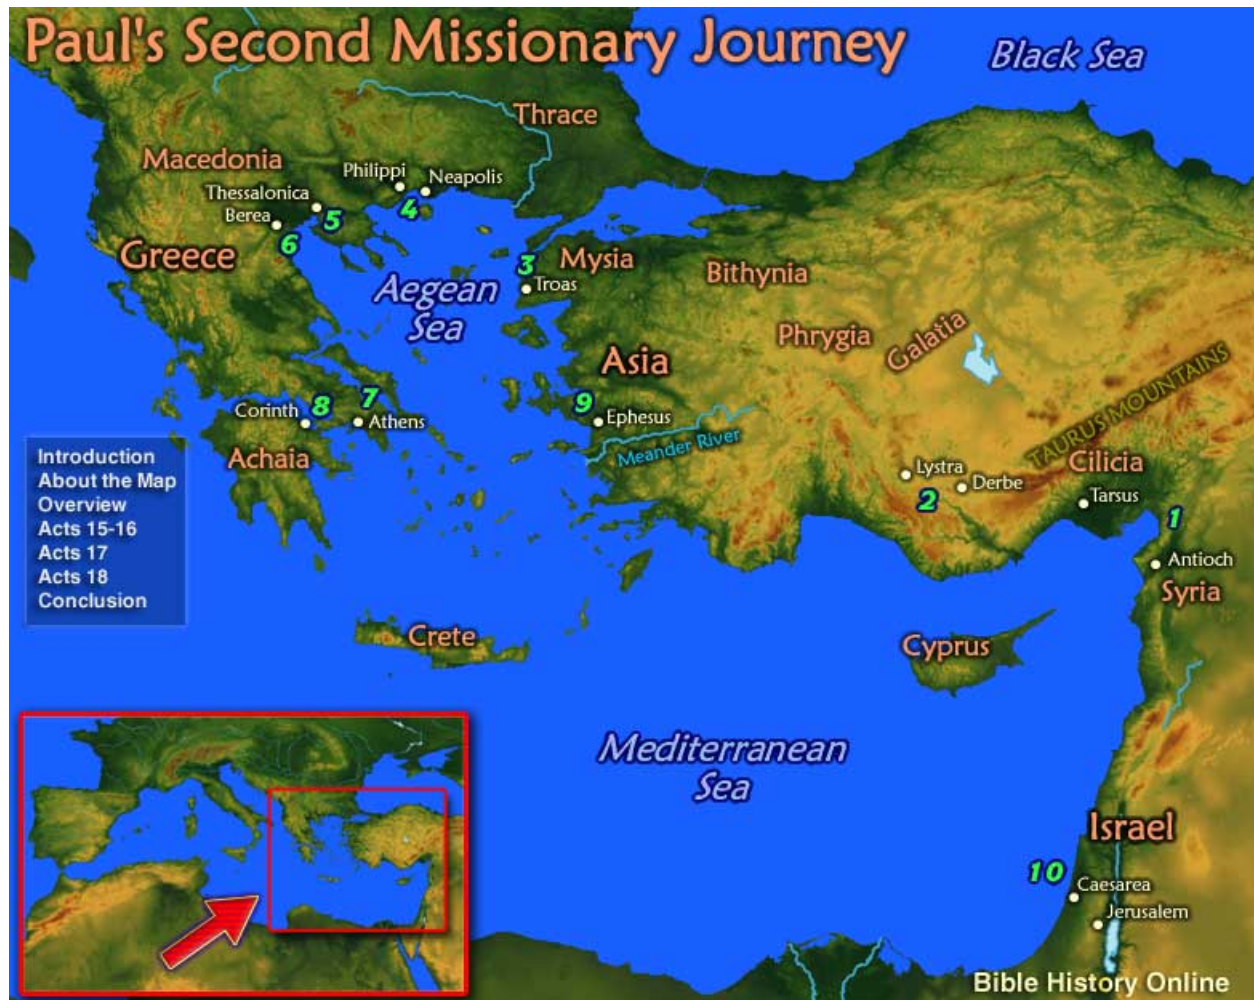 Paul's Second Missionary Journey
Black Sea
Thrace
Macedonia
Philippi
Neapolis
Thessalonica
4
Berea
5
6
Greece
3
Mysia
Troas
Bithynia
Aegean
Sea
Phrygia
Galatia
Asia
TAURUS MOUNTAINS
7
8
9
Corinth
Athens
Ephesus
Meander River
Achaia
Lystra
Derbe
Cilicia
2
Tarsus
1
Antioch
Syria
Introduction
About the Map
Overview
Acts 15-16
Acts 17
Acts 18
Conclusion
Crete
Cyprus
Mediterranean
Sea
Israel
10
Caesarea
Jerusalem
Bible History Online